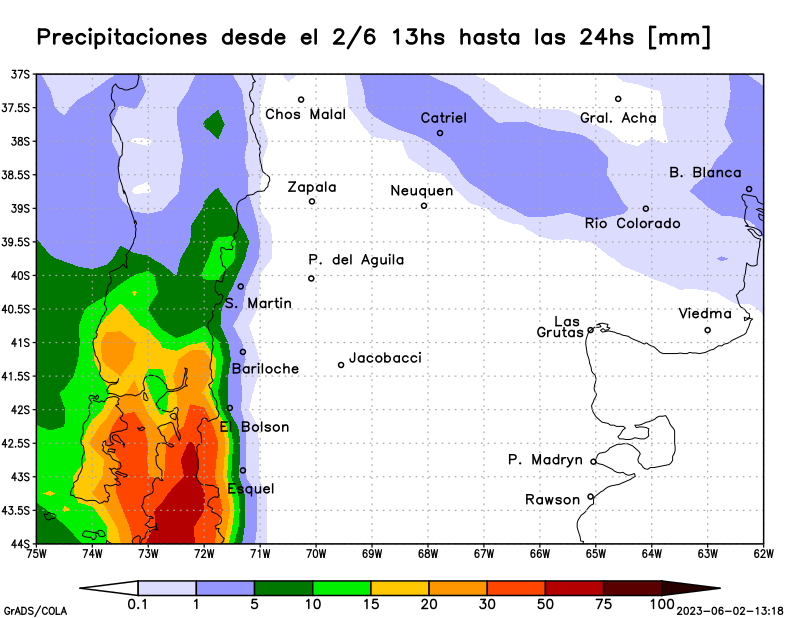 Precipitaciones desde el 2/6 13hs hasta las 24hs [mm]
37S
37.5S
38S
38.5S
39S
39.5S
40S
40.5S
41S
41.5S
42S
42.5S
43S
43.5S
44S
Chos Malal
Catriel
Gral. Acha
B. Blanca
Zapala
Neuquen
Rio Colorado
P. del Aguila
S. Martin
Viedma
Las
Grutas
Jacobacci
Bariloche
El Bolson
P. Madryn
Esquel
Rawson
75W 74W 73W 72W 71W 70W 69W 68W 67W 66W 65W 64W 63W 62W
0.1 1 5 10 15 20 30 50 75 100
GrADS/COLA
2023-06-02-13:18